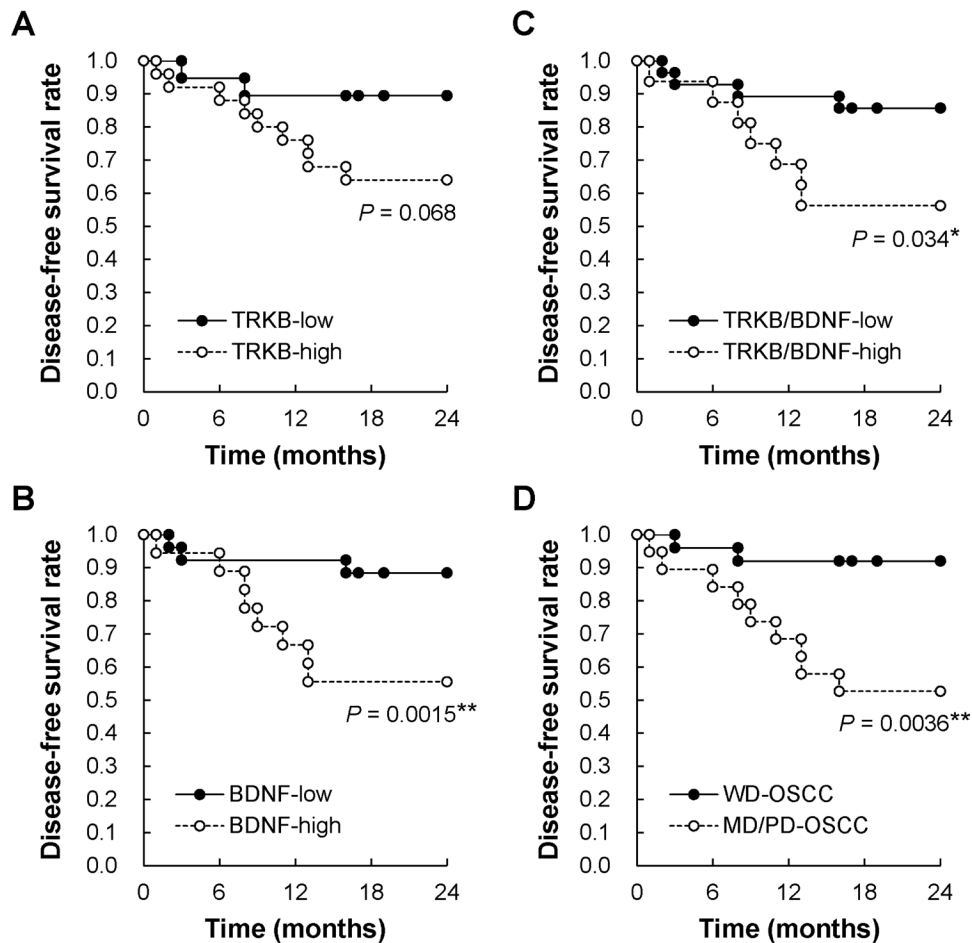 A
Disease-free survival rate
1.0
0.9
0.8
0.7
0.6
0.5
0.4
0.3
0.2
0.1
0.0
P = 0.068
TRKB-low
TRKB-high
0 6 12 18 24
Time (months)
B
Disease-free survival rate
1.0
0.9
0.8
0.7
0.6
0.5
0.4
0.3
0.2
0.1
0.0
P = 0.0015**
BDNF-low
BDNF-high
0 6 12 18 24
Time (months)
C
Disease-free survival rate
1.0
0.9
0.8
0.7
0.6
0.5
0.4
0.3
0.2
0.1
0.0
P = 0.034*
TRKB/BDNF-low
TRKB/BDNF-high
0 6 12 18 24
Time (months)
D
Disease-free survival rate
1.0
0.9
0.8
0.7
0.6
0.5
0.4
0.3
0.2
0.1
0.0
P = 0.0036**
WD-OSCC
MD/PD-OSCC
0 6 12 18 24
Time (months)